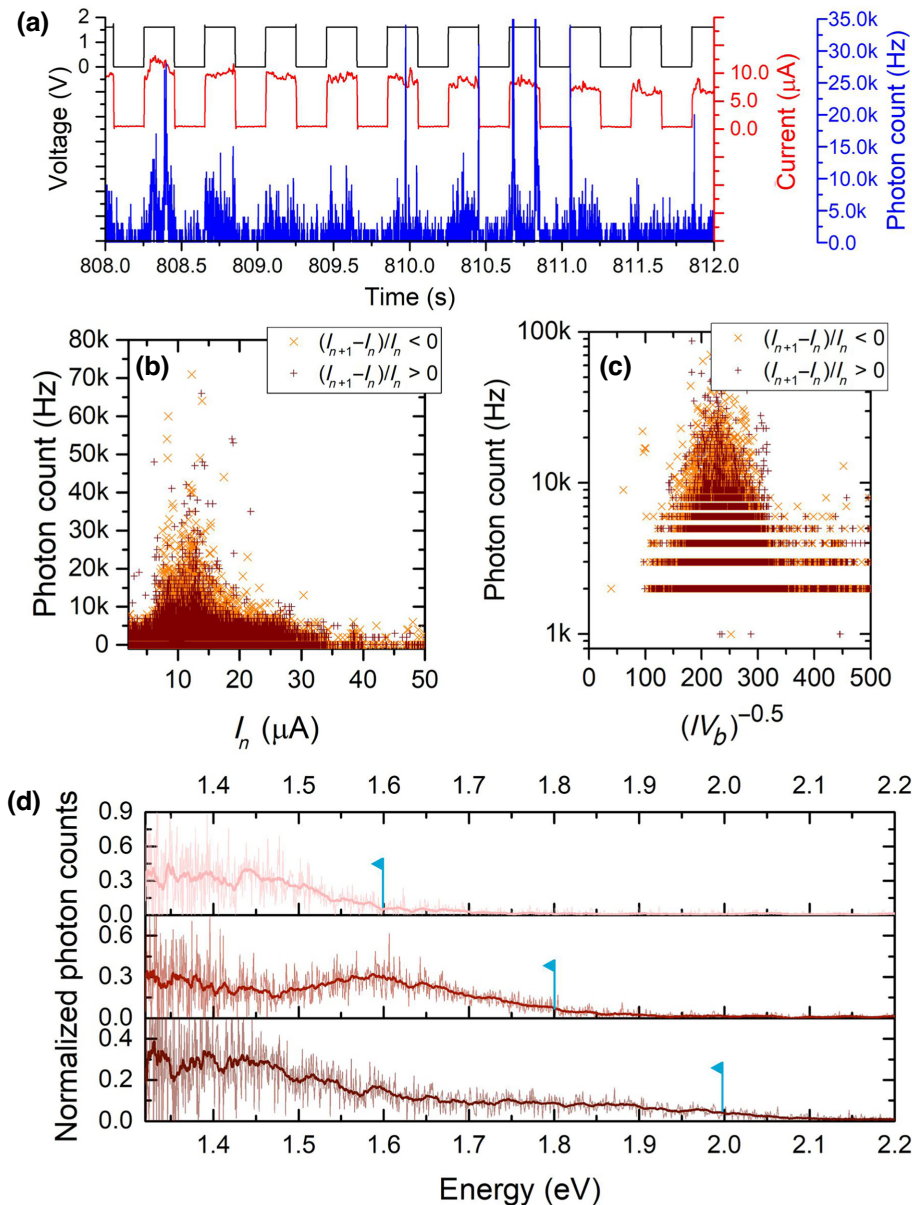 (a)
2
1
0
Voltage (V)
10.0
5.0
0.0
Current (μA)
35.0k
30.0k
25.0k
20.0k
15.0k
10.0k
5.0k
0.0
Photon count (Hz)
808.0 808.5 809.0 809.5 810.0 810.5 811.0 811.5 812.0
Time (s)
(b)
× (In+1−In)/In < 0
+ (In+1−In)/In > 0
80k
70k
60k
50k
40k
30k
20k
10k
0
Photon count (Hz)
10 20 30 40 50
In (μA)
(c)
× (In+1−In)/In < 0
+ (In+1−In)/In > 0
100k
10k
1k
Photon count (Hz)
0 100 200 300 400 500
(IVb)−0.5
(d)
1.4 1.5 1.6 1.7 1.8 1.9 2.0 2.1 2.2
0.9
0.6
0.3
0.0
0.6
0.3
0.0
0.4
0.2
0.0
Normalized photon counts
1.4 1.5 1.6 1.7 1.8 1.9 2.0 2.1 2.2
Energy (eV)